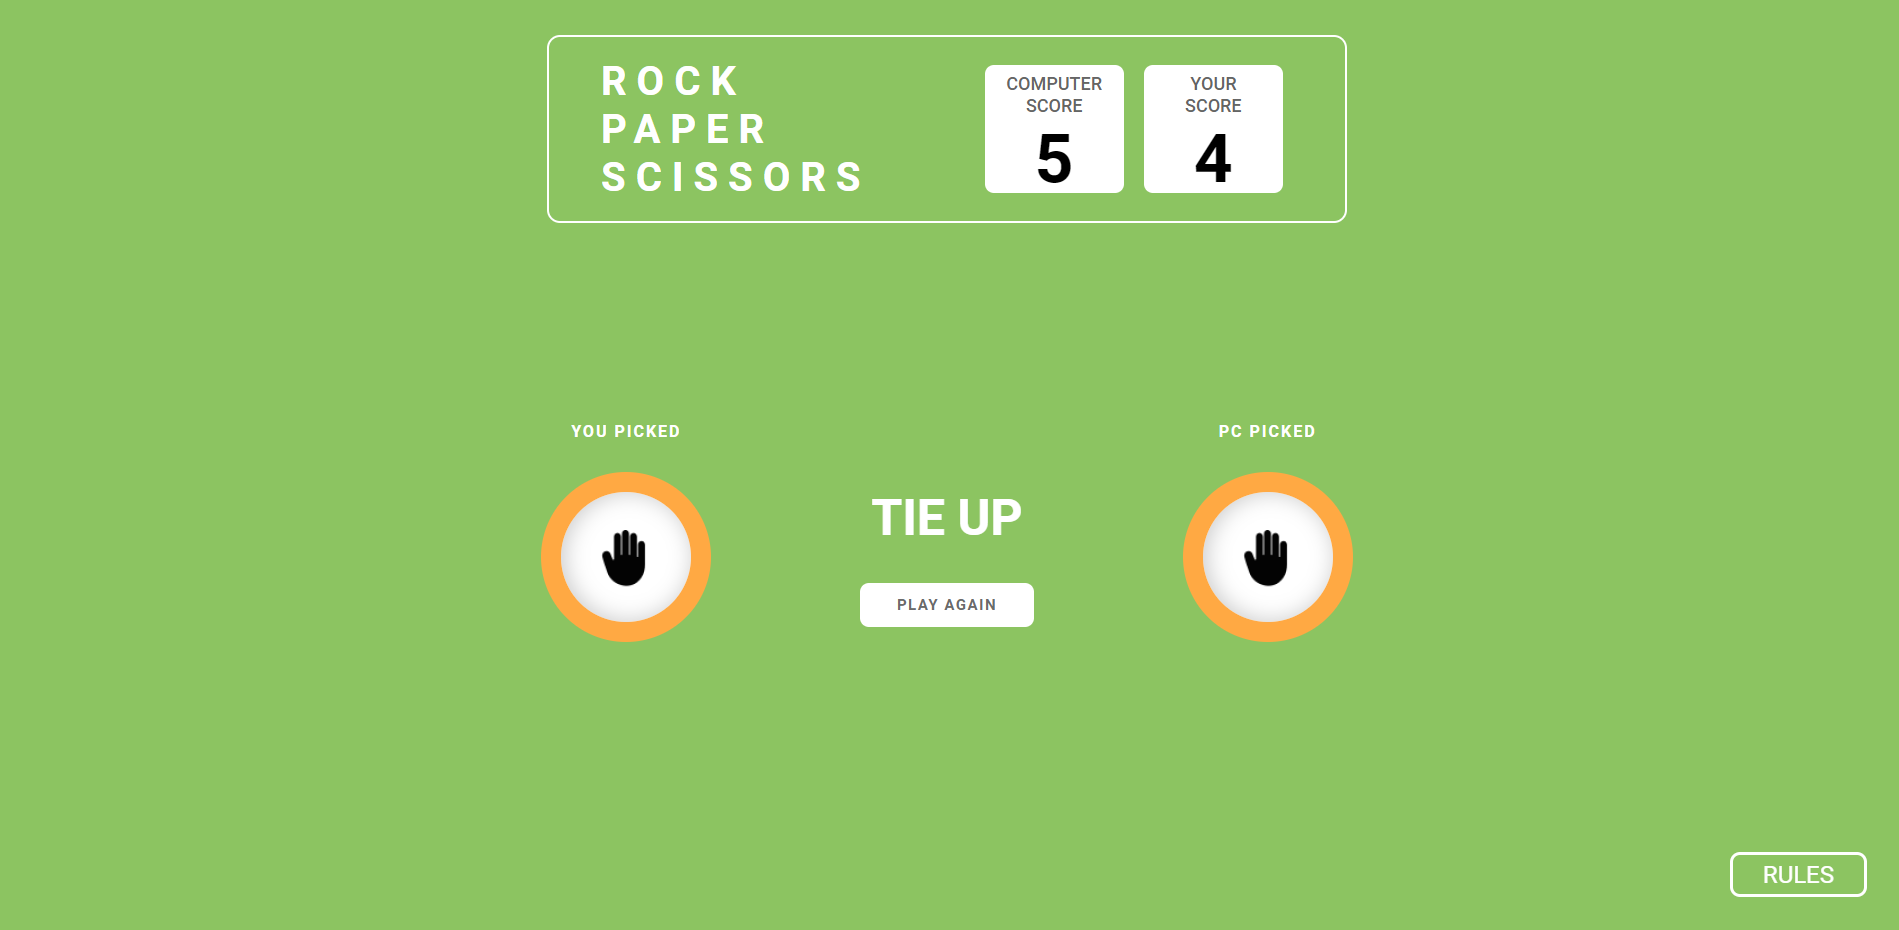 ROCK
PAPER
SCISSORS
COMPUTER
SCORE
5
YOUR
SCORE
4
YOU PICKED
PC PICKED
TIE UP
PLAY AGAIN
RULES